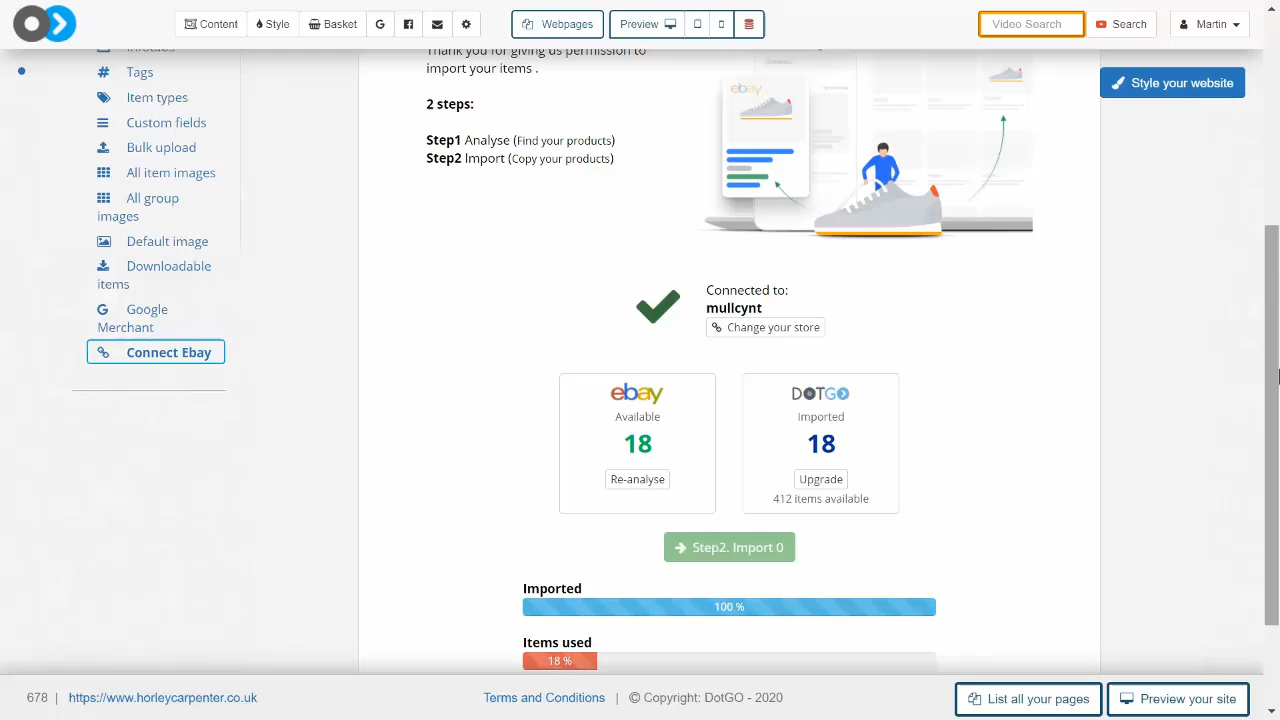 Content
Style
Basket
Webpages
Preview
Video Search
Search
Martin
Infotabs
Tags
Item types
Custom fields
Bulk upload
All item images
All group
images
Default image
Downloadable
items
Google
Merchant
Connect Ebay
Thank you for giving us permission to
import your items .
2 steps:
Step1 Analyse (Find your products)
Step2 Import (Copy your products)
ebay
Style your website
Connected to:
mullcynt
Change your store
ebay
Available
18
Re-analyse
DOTGO
Imported
18
Upgrade
412 items available
Step2. Import 0
Imported
100 %
Items used
18 %
678 | https://www.horleycarpenter.co.uk
Terms and Conditions | © Copyright: DotGO - 2020
List all your pages
Preview your site